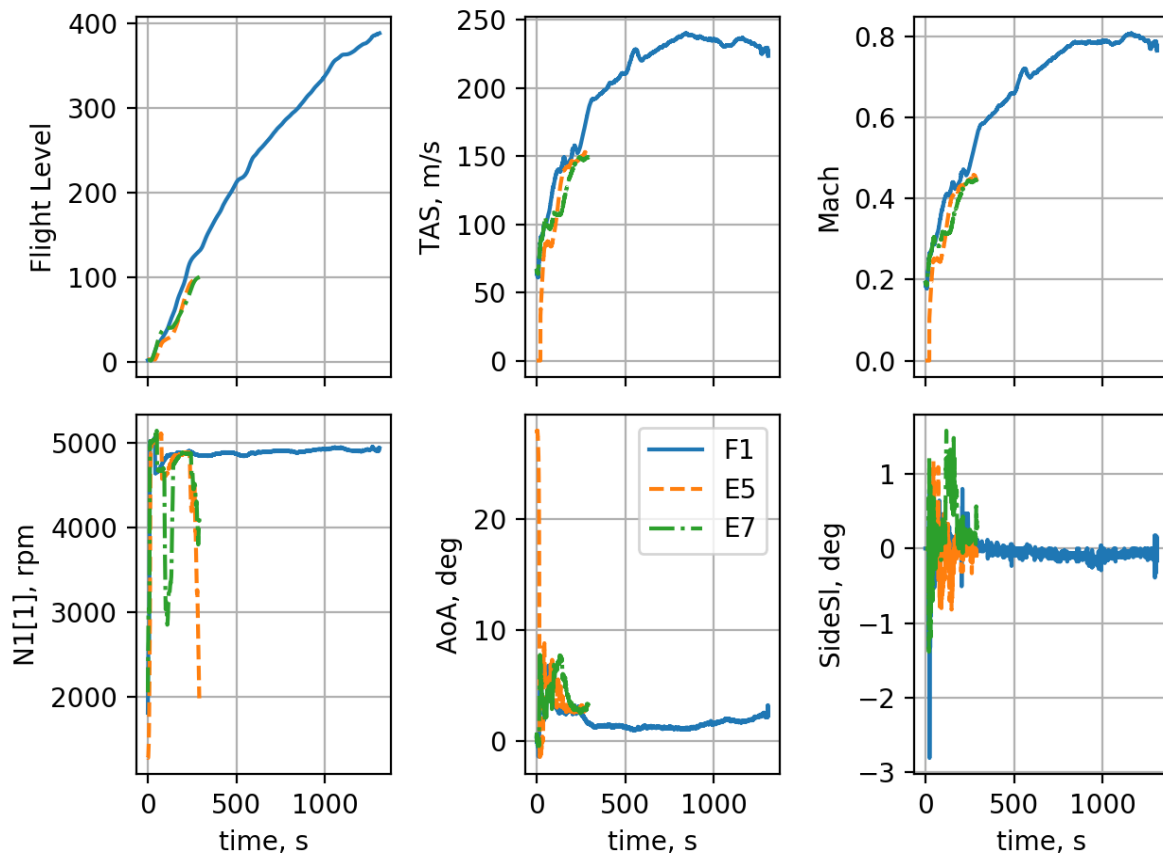 400
300
200
100
0
Flight Level
250
200
150
100
50
0
TAS, m/s
0.8
0.6
0.4
0.2
0.0
Mach
5000
4000
3000
2000
N1[1], rpm
0 500 1000
time, s
20
10
0
AoA, deg
F1
E5
E7
0 500 1000
time, s
1
0
−1
−2
−3
SideSl, deg
0 500 1000
time, s